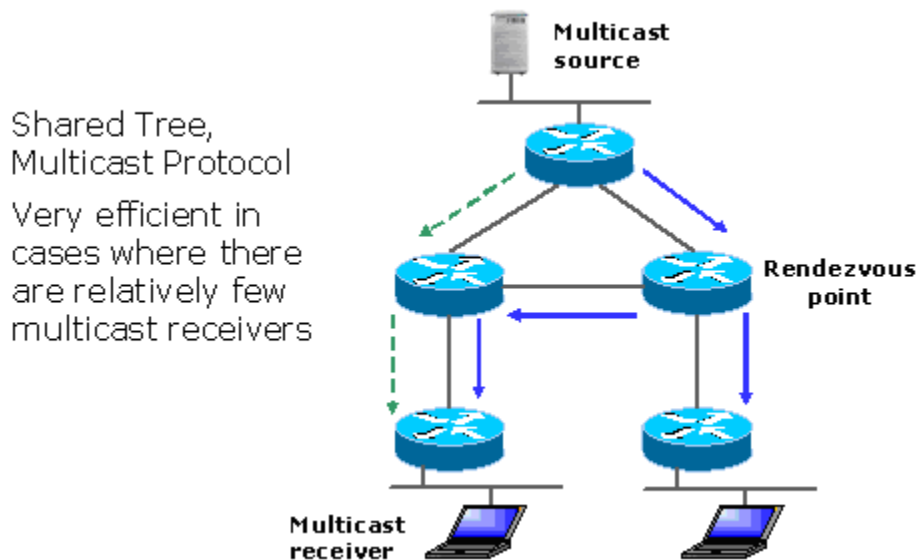 Multicast
source
Shared Tree,
Multicast Protocol
Very efficient in
cases where there
are relatively few
multicast receivers
Rendezvous
point
Multicast
receiver